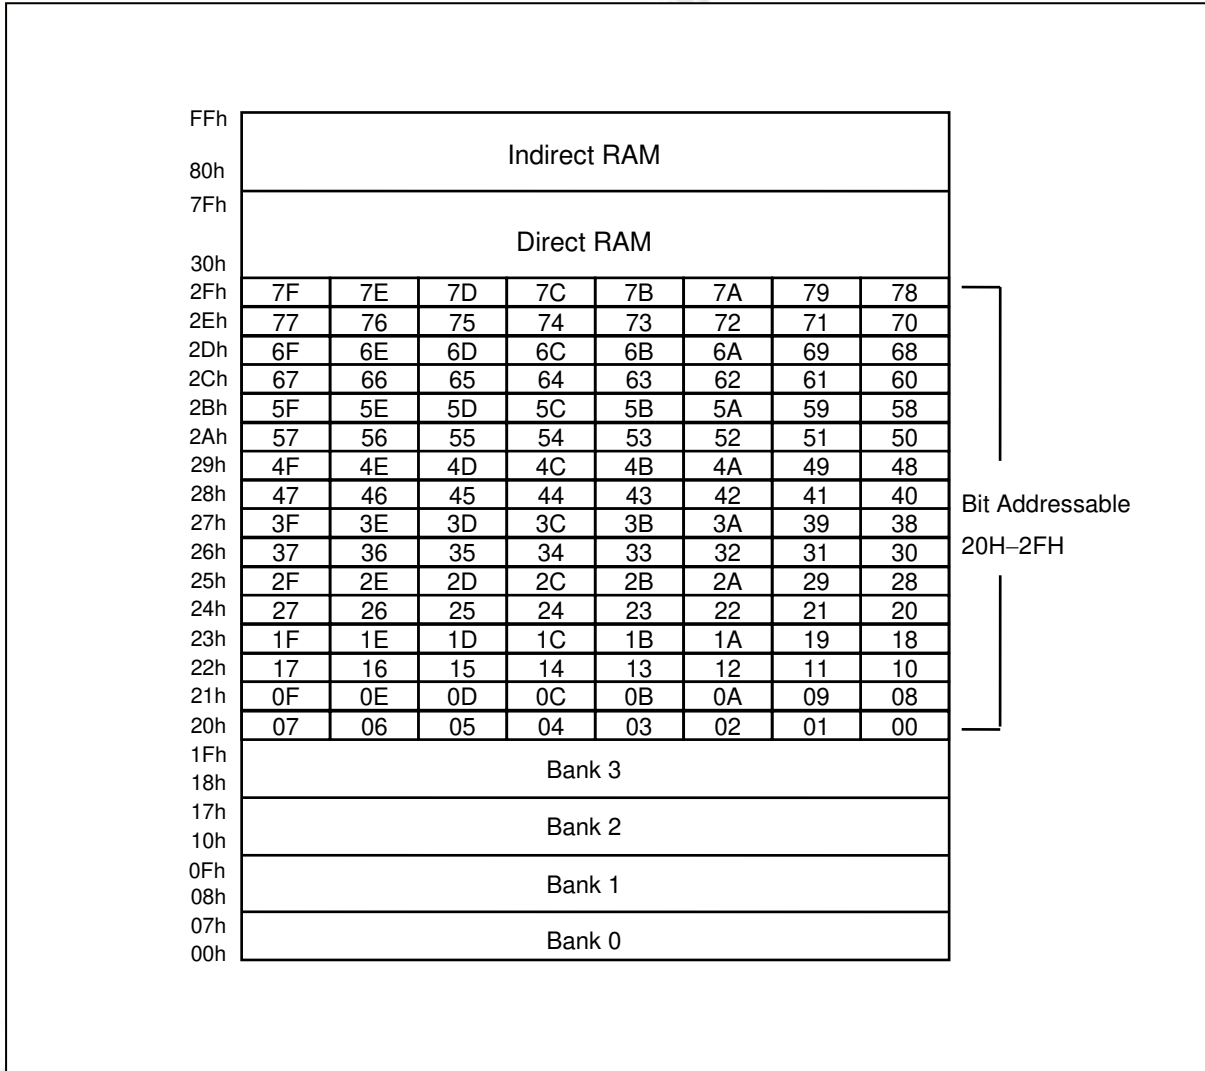 FFh
Indirect RAM
80h
7Fh
Direct RAM
30h
2Fh 7F 7E 7D 7C 7B 7A 79 78
2Eh 77 76 75 74 73 72 71 70
2Dh 6F 6E 6D 6C 6B 6A 69 68
2Ch 67 66 65 64 63 62 61 60
2Bh 5F 5E 5D 5C 5B 5A 59 58
2Ah 57 56 55 54 53 52 51 50
29h 4F 4E 4D 4C 4B 4A 49 48
28h 47 46 45 44 43 42 41 40
27h 3F 3E 3D 3C 3B 3A 39 38
26h 37 36 35 34 33 32 31 30
25h 2F 2E 2D 2C 2B 2A 29 28
24h 27 26 25 24 23 22 21 20
23h 1F 1E 1D 1C 1B 1A 19 18
22h 17 16 15 14 13 12 11 10
21h 0F 0E 0D 0C 0B 0A 09 08
20h 07 06 05 04 03 02 01 00
Bit Addressable
20H–2FH
1Fh
Bank 3
18h
17h
Bank 2
10h
0Fh
Bank 1
08h
07h
Bank 0
00h